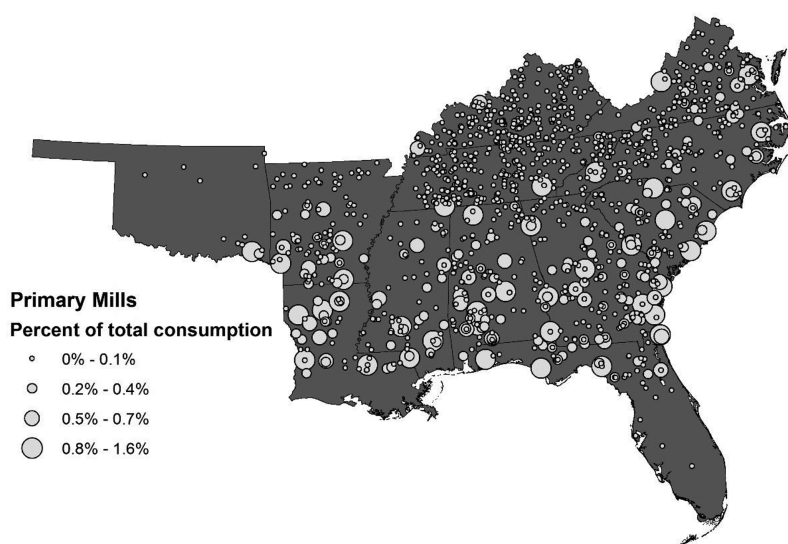 Primary Mills
Percent of total consumption
0% - 0.1%
0.2% - 0.4%
0.5% - 0.7%
0.8% - 1.6%